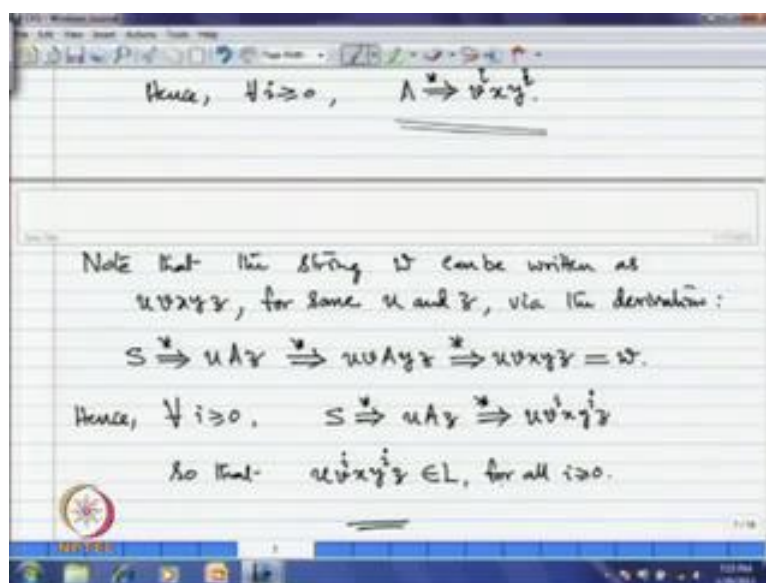 Hence, ∀ i ≥ 0, A ⇒* vⁱxyⁱ.
Note that the string w can be written as
uvxyz, for some u and z, via the derivation:
S ⇒* uAz ⇒* uvAyz ⇒* uvxyz = w.
Hence, ∀ i ≥ 0, S ⇒* uAz ⇒* uvⁱxyⁱz
So that uvⁱxyⁱz ∈ L, for all i ≥ 0.
NPTEL